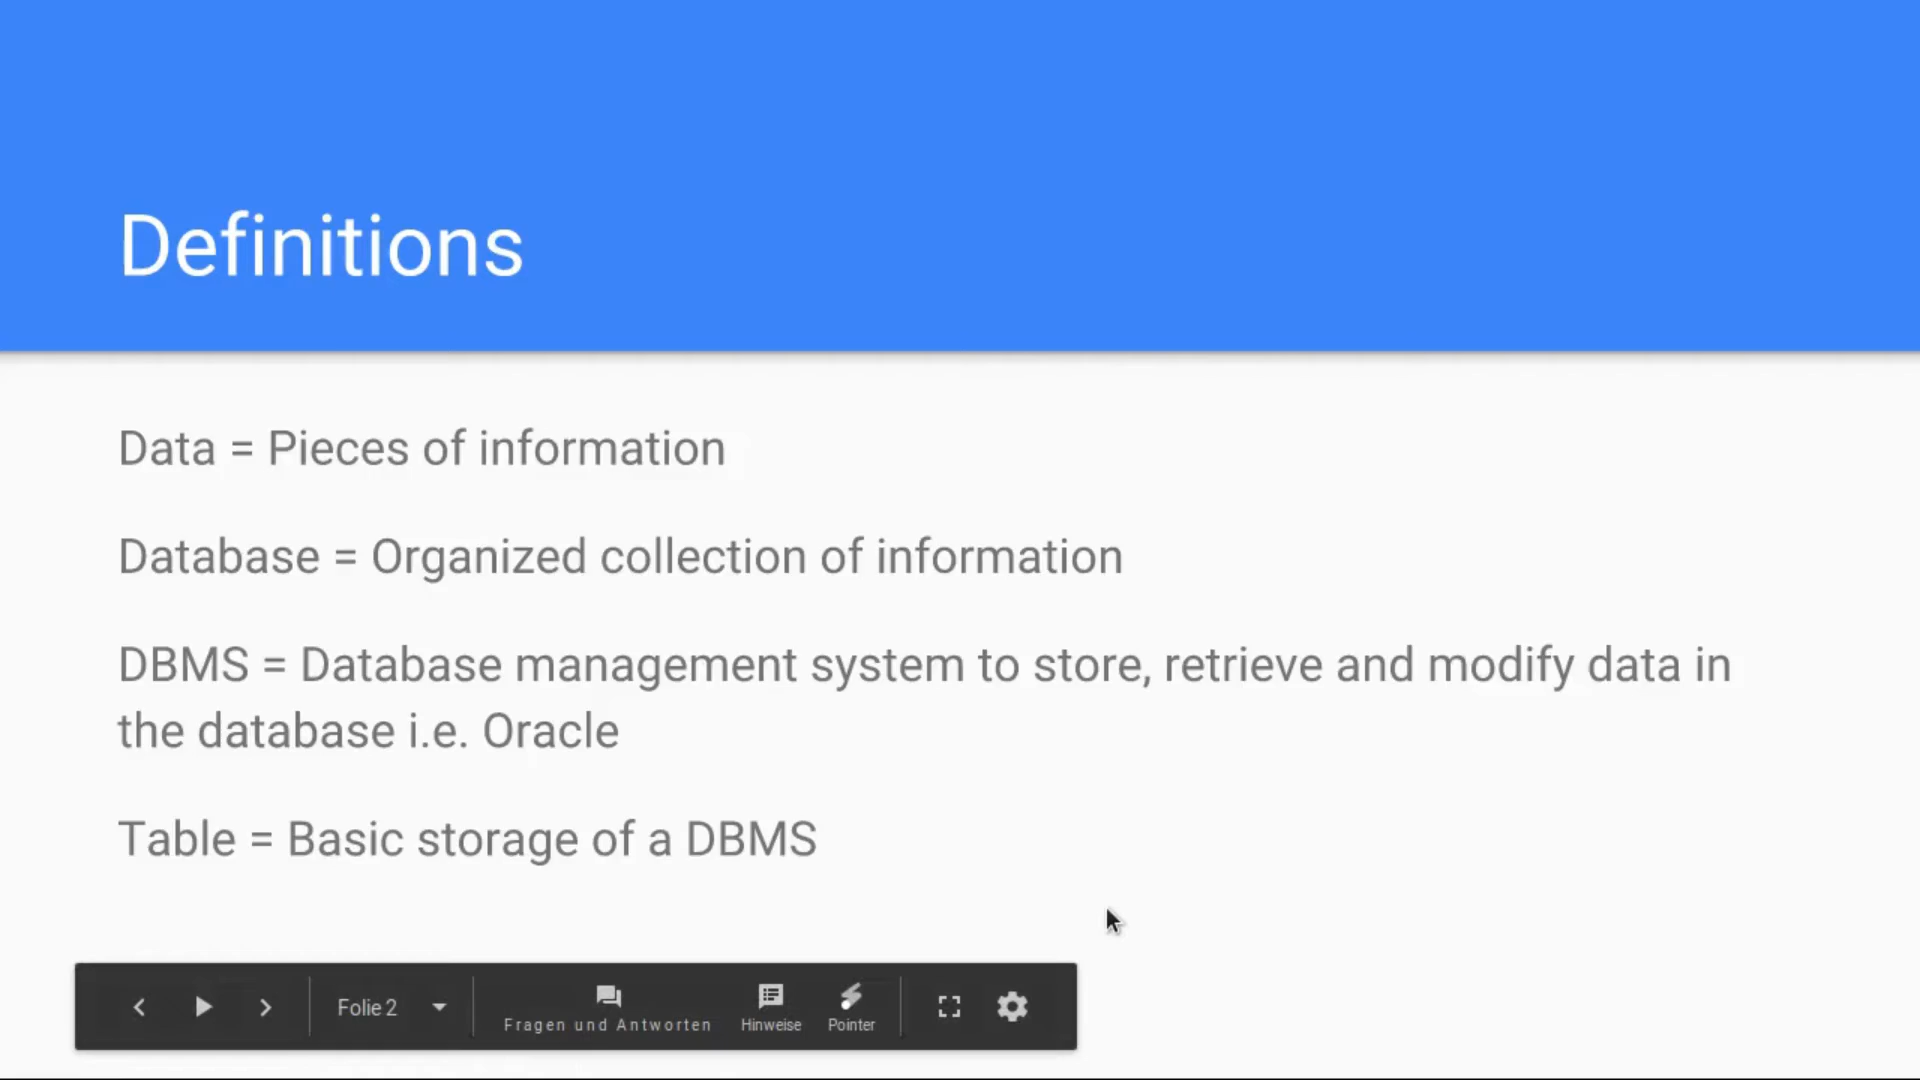 Definitions
Data = Pieces of information
Database = Organized collection of information
DBMS = Database management system to store, retrieve and modify data in
the database i.e. Oracle
Table = Basic storage of a DBMS
Folie 2
Fragen und Antworten
Hinweise
Pointer